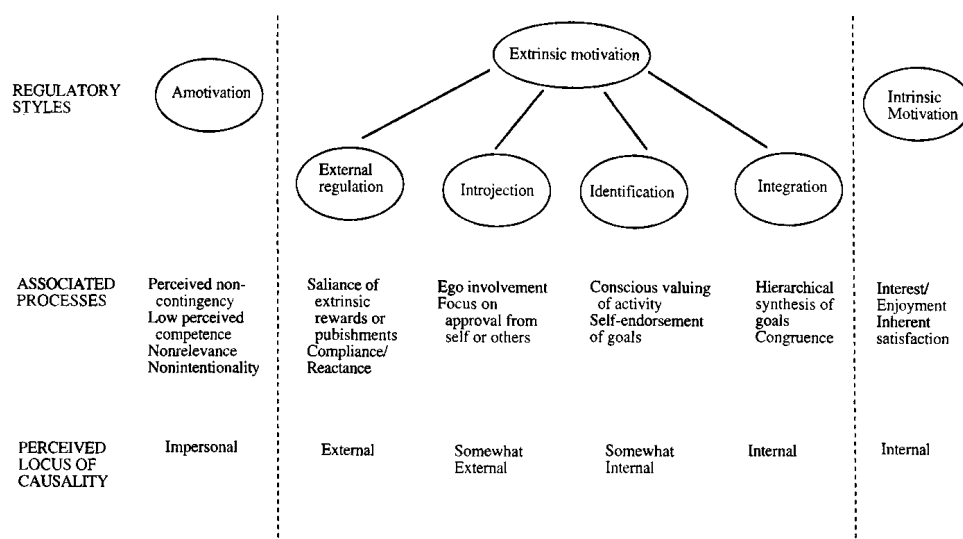 Extrinsic motivation
REGULATORY
STYLES
Amotivation
Intrinsic
Motivation
External
regulation
Introjection
Identification
Integration
ASSOCIATED
PROCESSES
Perceived non-
contingency
Low perceived
competence
Nonrelevance
Nonintentionality
Saliance of
extrinsic
rewards or
pubishments
Compliance/
Reactance
Ego involvement
Focus on
approval from
self or others
Conscious valuing
of activity
Self-endorsement
of goals
Hierarchical
synthesis of
goals
Congruence
Interest/
Enjoyment
Inherent
satisfaction
PERCEIVED
LOCUS OF
CAUSALITY
Impersonal
External
Somewhat
External
Somewhat
Internal
Internal
Internal